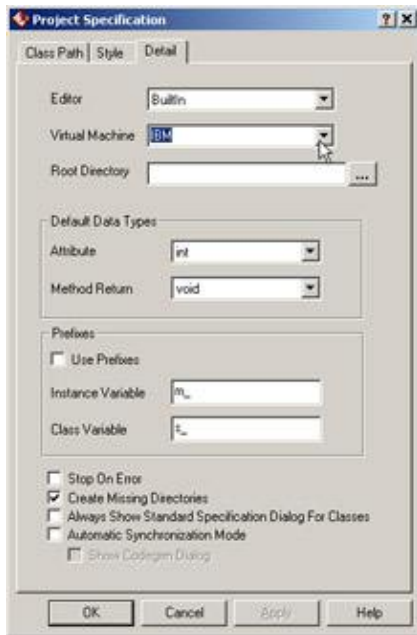 Project Specification
Class Path Style Detail
Editor BuiltIn
Virtual Machine IBM
Root Directory ...
Default Data Types
Attribute int
Method Return void
Prefixes
Use Prefixes
Instance Variable m_
Class Variable s_
Stop On Error
Create Missing Directories
Always Show Standard Specification Dialog For Classes
Automatic Synchronization Mode
Show Codegen Dialog
OK Cancel Apply Help